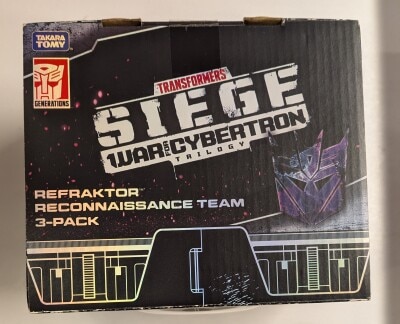 TAKARA
TOMY
GENERATIONS
TRANSFORMERS
SIEGE
WAR FOR CYBERTRON
TRILOGY
REFRAKTOR
RECONNAISSANCE TEAM
3-PACK